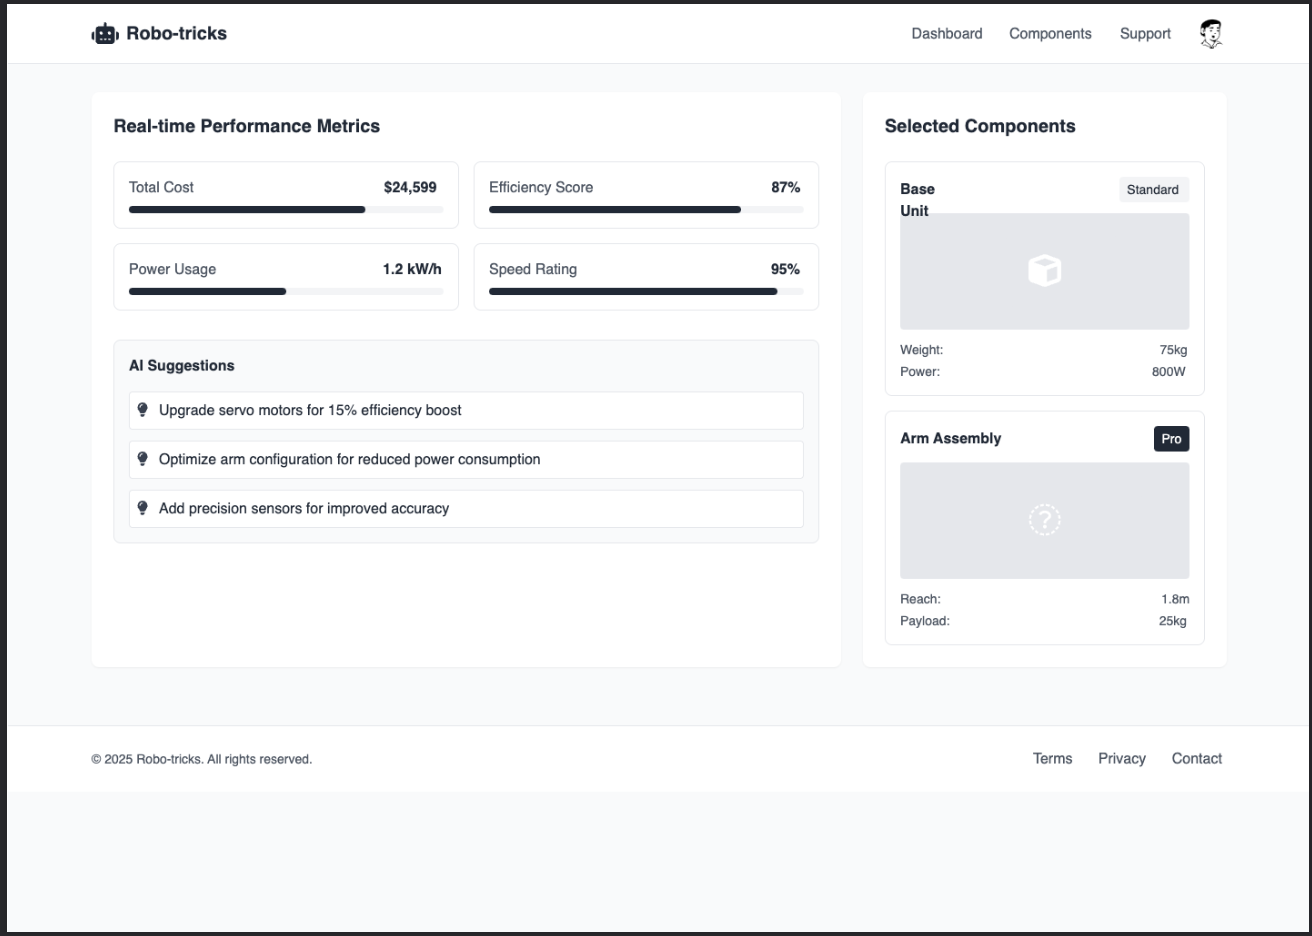 Robo-tricks
Dashboard Components Support
Real-time Performance Metrics
Total Cost $24,599
Efficiency Score 87%
Power Usage 1.2 kW/h
Speed Rating 95%
AI Suggestions
Upgrade servo motors for 15% efficiency boost
Optimize arm configuration for reduced power consumption
Add precision sensors for improved accuracy
Selected Components
Base
Unit
Standard
Weight: 75kg
Power: 800W
Arm Assembly Pro
?
Reach: 1.8m
Payload: 25kg
© 2025 Robo-tricks. All rights reserved.
Terms Privacy Contact